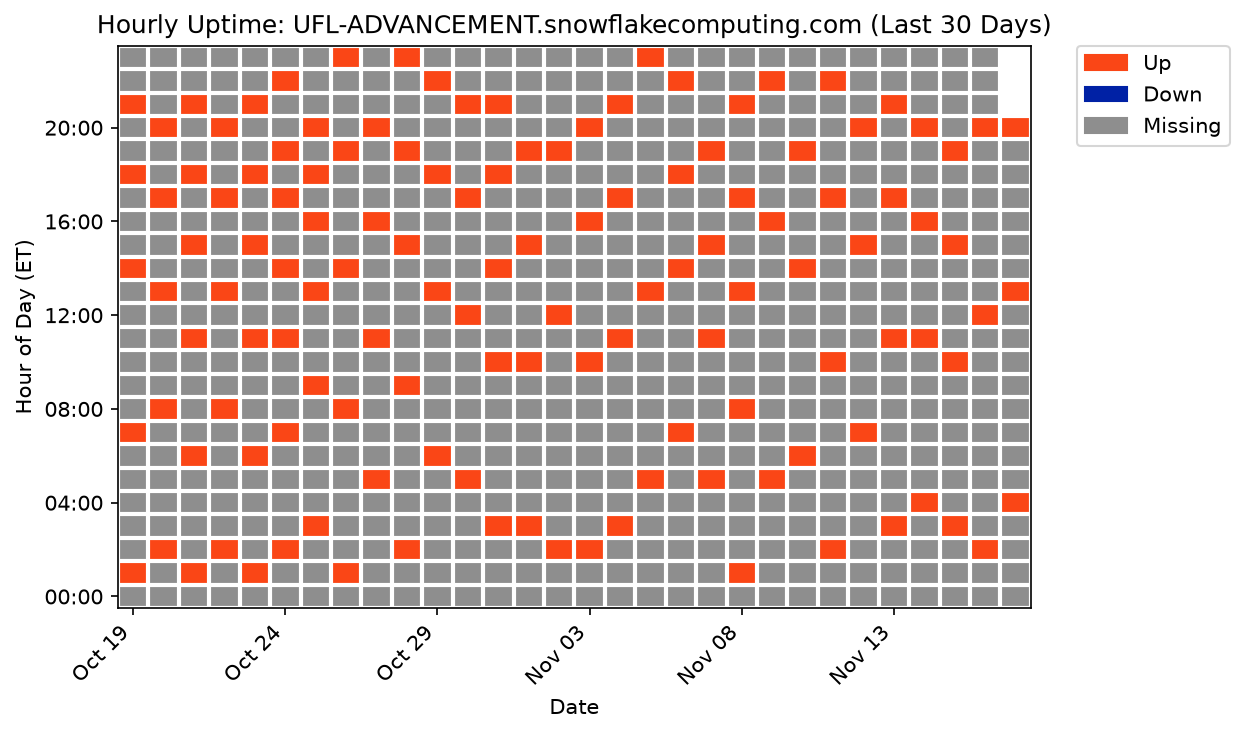 Hourly Uptime: UFL-ADVANCEMENT.snowflakecomputing.com (Last 30 Days)
Up
Down
Missing
20:00
16:00
12:00
08:00
04:00
00:00
Hour of Day (ET)
Oct 19
Oct 24
Oct 29
Nov 03
Nov 08
Nov 13
Date